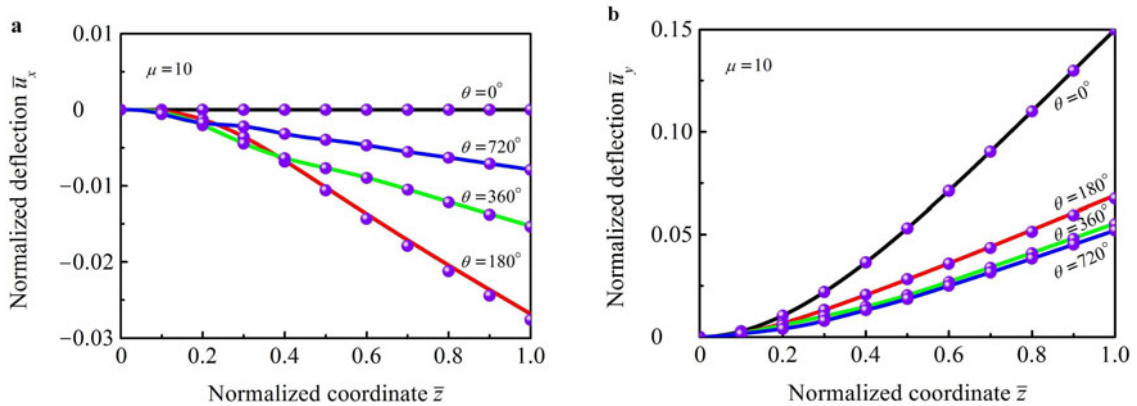 a
0.01
0
−0.01
−0.02
−0.03
Normalized deflection u̅ₓ
μ = 10
θ = 0°
θ = 720°
θ = 360°
θ = 180°
0 0.2 0.4 0.6 0.8 1.0
Normalized coordinate z̅
b
0.15
0.10
0.05
0
Normalized deflection u̅_y
μ = 10
θ = 0°
θ = 180°
θ = 360°
θ = 720°
0 0.2 0.4 0.6 0.8 1.0
Normalized coordinate z̅